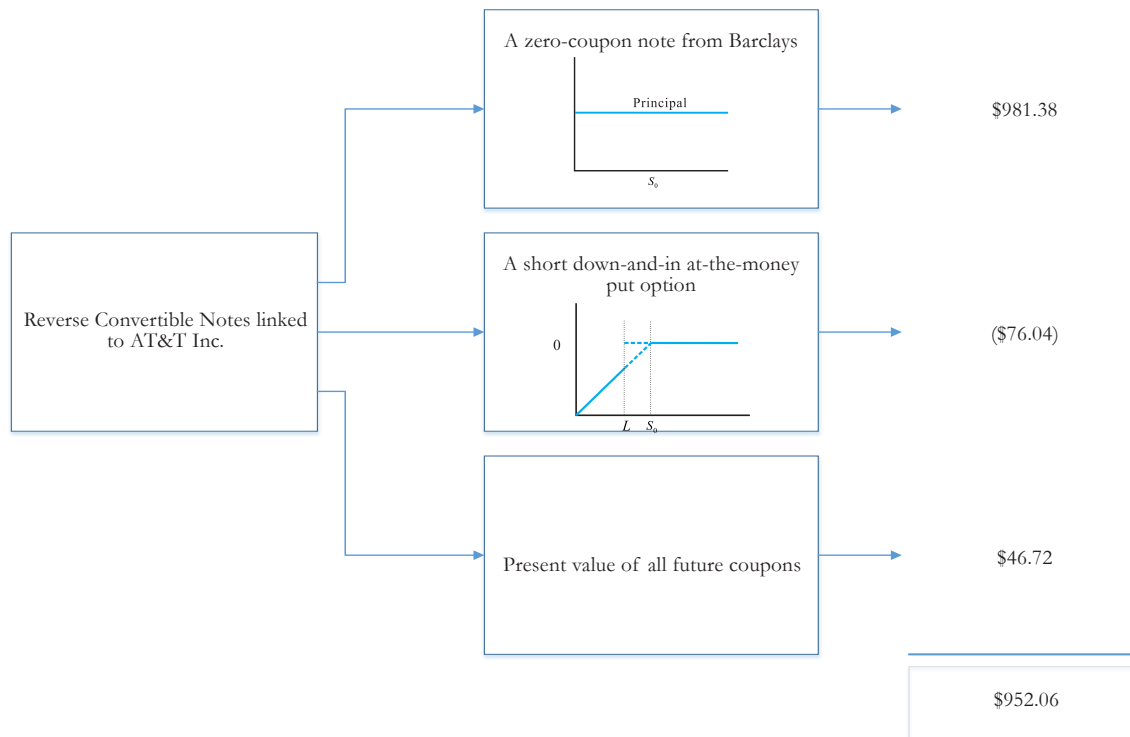 A zero-coupon note from Barclays
Principal
S₀
$981.38
Reverse Convertible Notes linked
to AT&T Inc.
A short down-and-in at-the-money
put option
0
L S₀
($76.04)
Present value of all future coupons
$46.72
$952.06